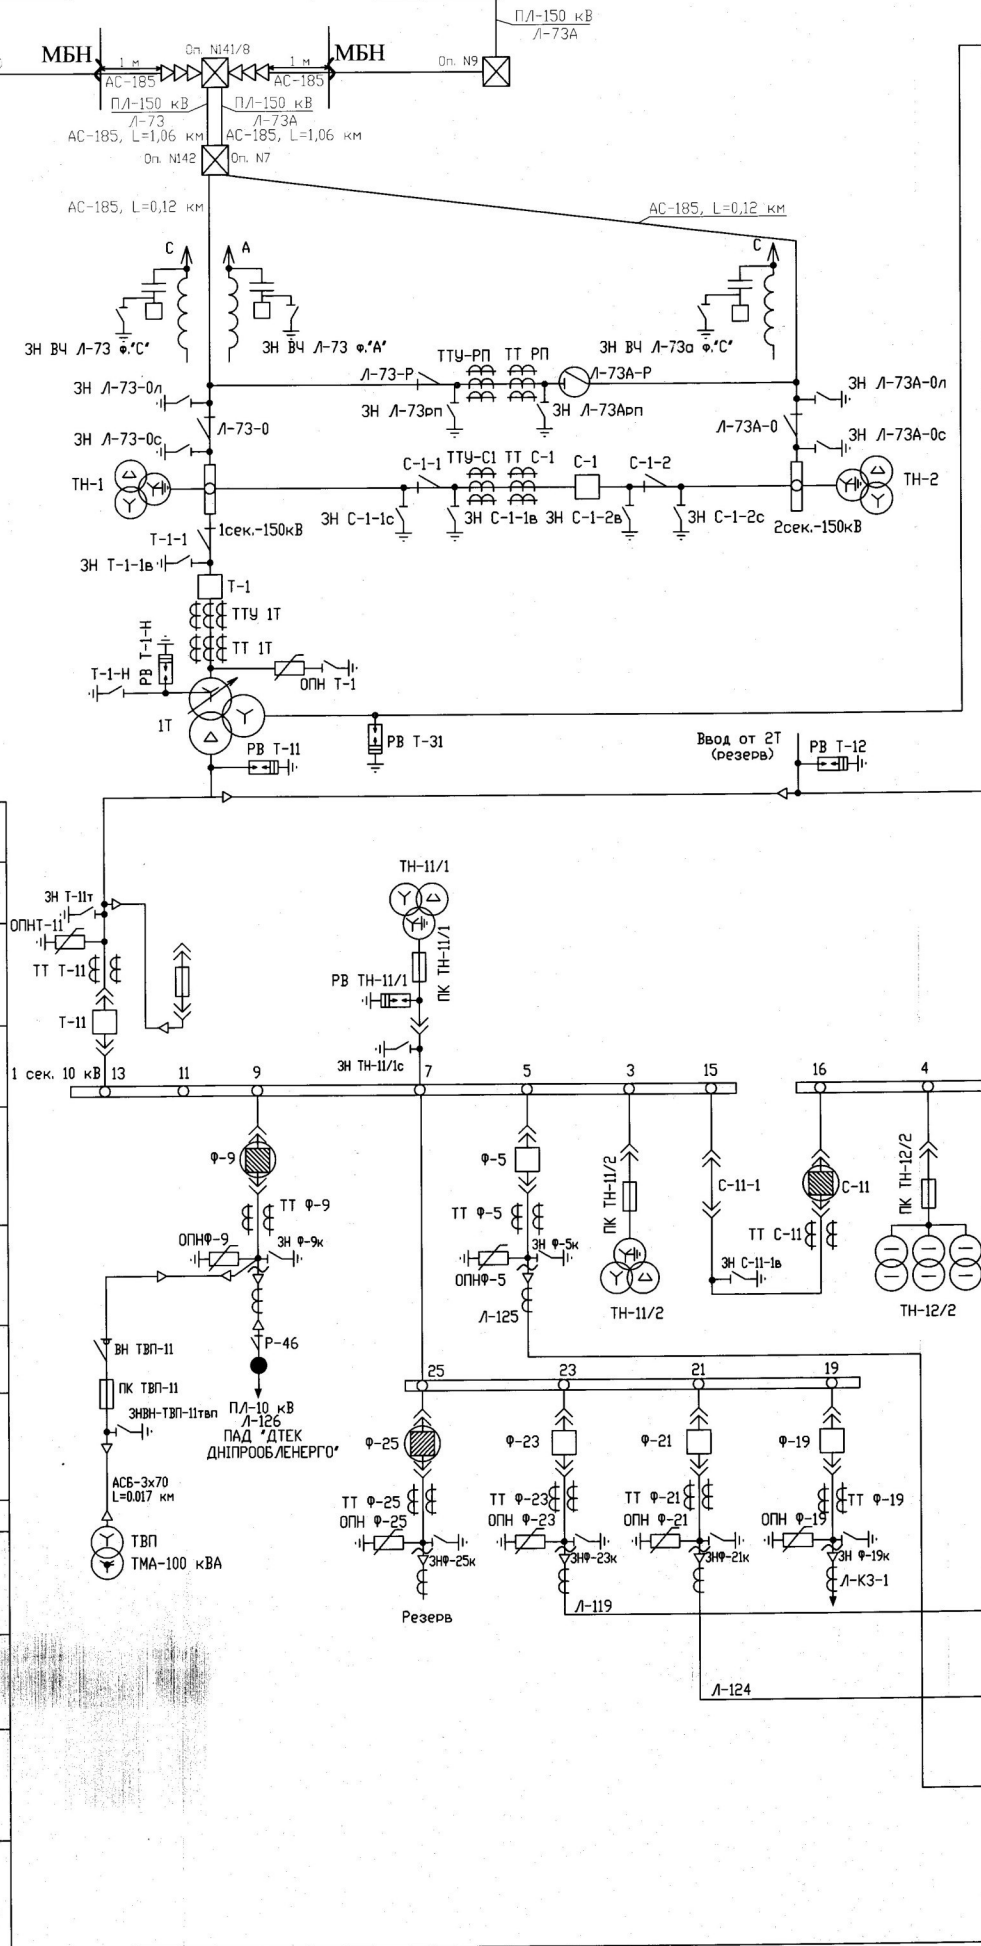 ПЛ-150 кВ
Л-73А
МБН
1 м
Оп. N141/8
1 м
МБН
Оп. N9
АС-185
АС-185
ПЛ-150 кВ
Л-73
ПЛ-150 кВ
Л-73А
АС-185, L=1,06 км
АС-185, L=1,06 км
Оп. N142
Оп. N7
АС-185, L=0,12 км
АС-185, L=0,12 км
С
А
С
ЗН ВЧ Л-73 ф."С"
ЗН ВЧ Л-73 ф."А"
ЗН ВЧ Л-73а ф."С"
ТТУ-РП
ТТ РП
Л-73-Р
Л-73А-Р
ЗН Л-73-0л
ЗН Л-73рп
ЗН Л-73Арп
ЗН Л-73А-0л
Л-73-0
Л-73А-0
ЗН Л-73-0с
ЗН Л-73А-0с
ТН-1
С-1-1
ТТУ-С1
ТТ С-1
С-1
С-1-2
ТН-2
ЗН С-1-1с
ЗН С-1-1в
ЗН С-1-2в
ЗН С-1-2с
1сек.-150кВ
2сек.-150кВ
Т-1-1
ЗН Т-1-1в
Т-1
ТТУ 1Т
ТТ 1Т
РВ Т-1-Н
Т-1-Н
ОПН Т-1
1Т
РВ Т-11
РВ Т-31
Ввод от 2Т
(резерв)
РВ Т-12
ТН-11/1
ЗН Т-11т
ОПНТ-11
ТТ Т-11
ПК ТН-11/1
РВ ТН-11/1
Т-11
ЗН ТН-11/1с
1 сек. 10 кВ
13
11
9
7
5
3
15
16
4
Ф-9
Ф-5
ПК ТН-11/2
С-11-1
С-11
ПК ТН-12/2
ТТ Ф-9
ТТ Ф-5
ТТ С-11
ОПНФ-9
ЗН Ф-9к
ЗН Ф-5к
ОПНФ-5
ЗН С-11-1в
Л-125
ТН-11/2
ТН-12/2
ВН ТВП-11
Р-46
ПК ТВП-11
25
23
21
19
ЗНВН-ТВП-11твп
ПЛ-10 кВ
Л-126
ПАД "ДТЕК
ДНІПРООБЛЕНЕРГО"
Ф-25
Ф-23
Ф-21
Ф-19
АСБ-3х70
L=0.017 км
ТТ Ф-25
ТТ Ф-23
ТТ Ф-21
ТТ Ф-19
ОПН Ф-25
ОПН Ф-23
ОПН Ф-21
ОПН Ф-19
ТВП
ТМА-100 кВА
ЗНФ-25к
ЗНФ-23к
ЗНФ-21к
ЗН Ф-19к
Л-КЗ-1
Резерв
Л-119
Л-124